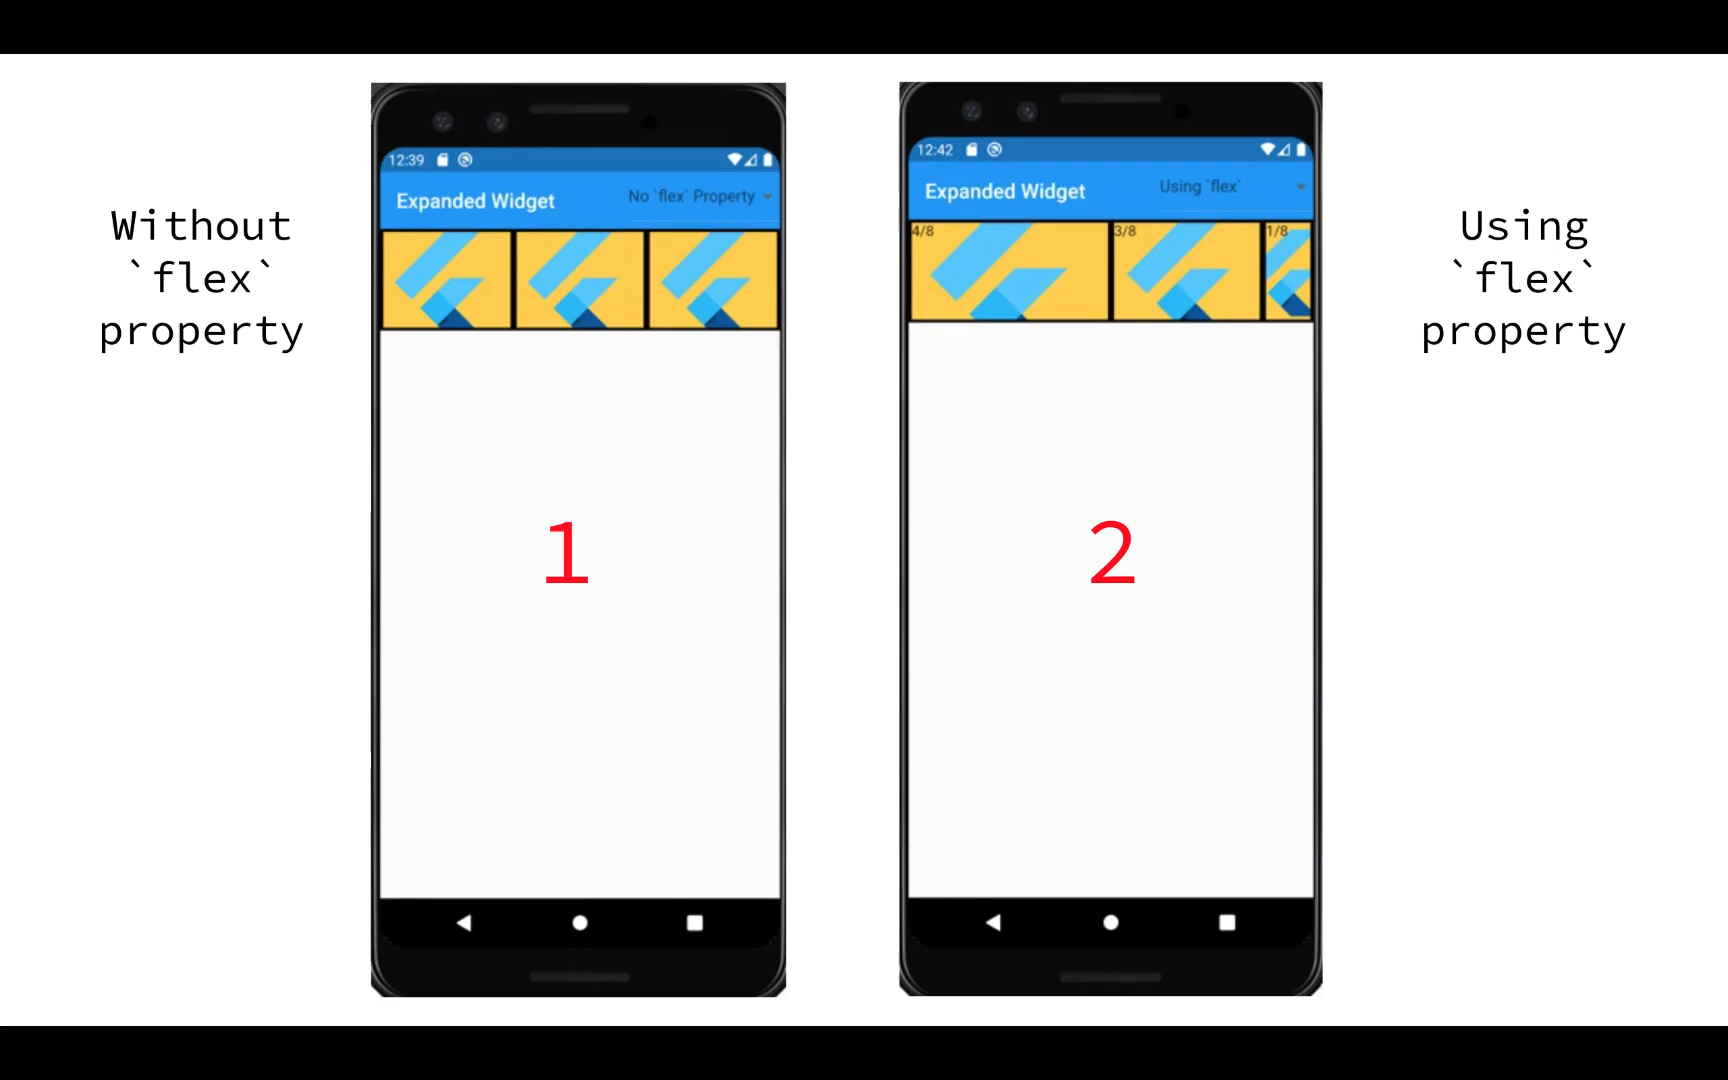 Without
`flex`
property
12:39
Expanded Widget
No `flex` Property
1
12:42
Expanded Widget
Using `flex`
4/8
3/8
1/8
2
Using
`flex`
property